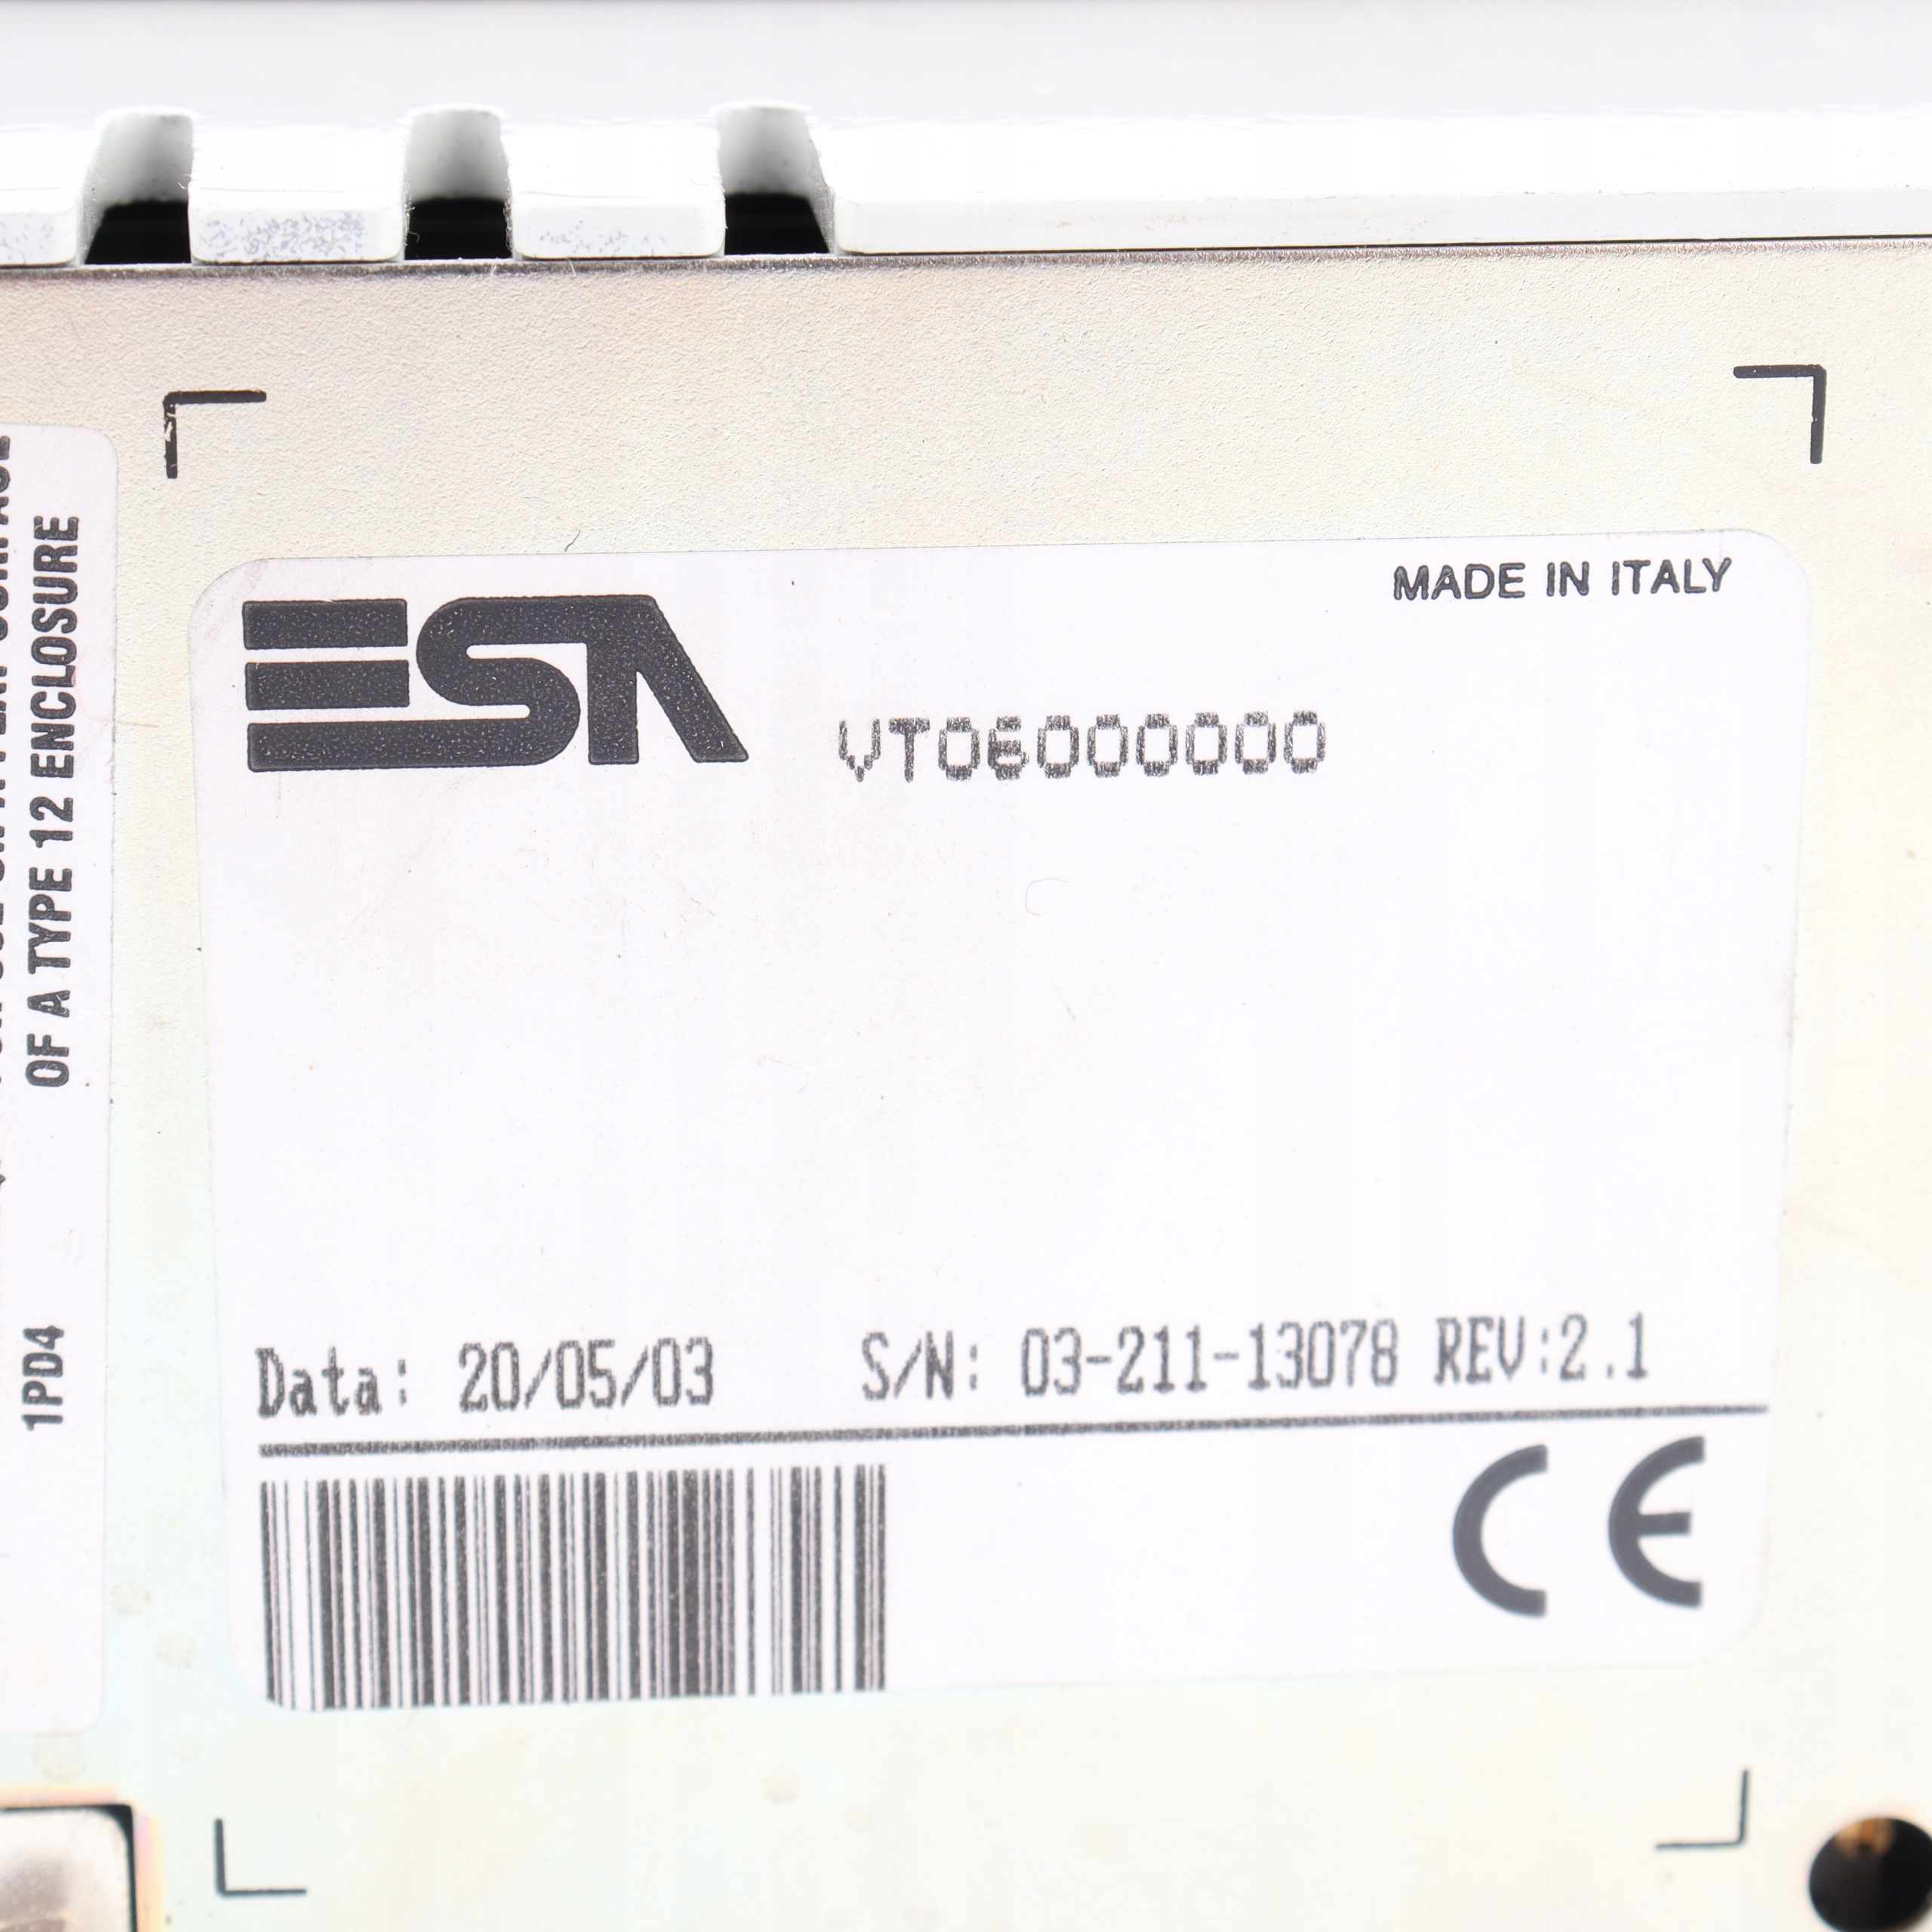 OF A TYPE 12 ENCLOSURE
1PD4
ESA
MADE IN ITALY
VT06000000
Data: 20/05/03 S/N: 03-211-13078 REV:2.1
CE